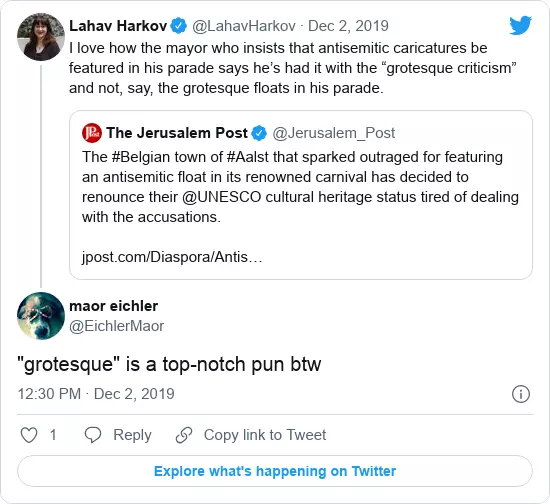 Lahav Harkov @LahavHarkov · Dec 2, 2019
I love how the mayor who insists that antisemitic caricatures be
featured in his parade says he's had it with the “grotesque criticism”
and not, say, the grotesque floats in his parade.
JPost The Jerusalem Post @Jerusalem_Post
The #Belgian town of #Aalst that sparked outraged for featuring
an antisemitic float in its renowned carnival has decided to
renounce their @UNESCO cultural heritage status tired of dealing
with the accusations.
jpost.com/Diaspora/Antis…
maor eichler
@EichlerMaor
"grotesque" is a top-notch pun btw
12:30 PM · Dec 2, 2019
1 Reply Copy link to Tweet
Explore what's happening on Twitter